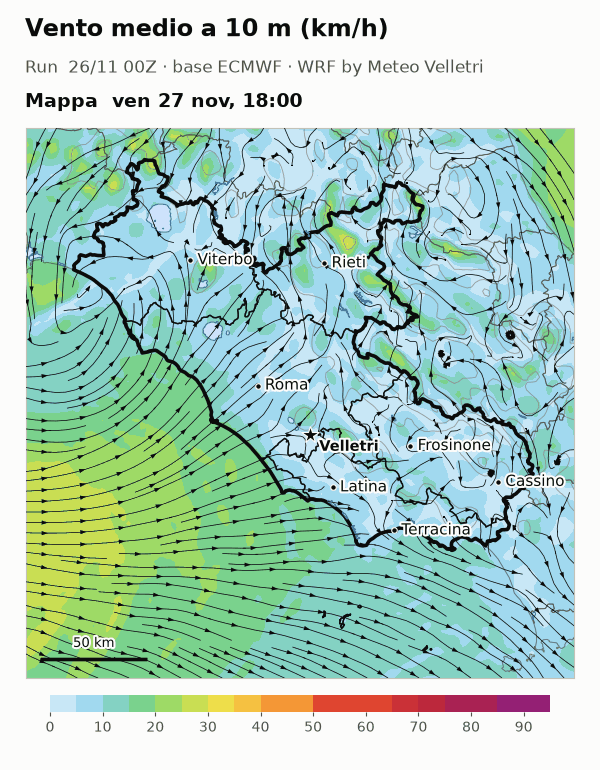 Vento medio a 10 m (km/h)
Run  26/11 00Z · base ECMWF · WRF by Meteo Velletri
Mappa  ven 27 nov, 18:00
Viterbo
Rieti
Roma
Velletri
Frosinone
Latina
Cassino
Terracina
50 km
0 10 20 30 40 50 60 70 80 90